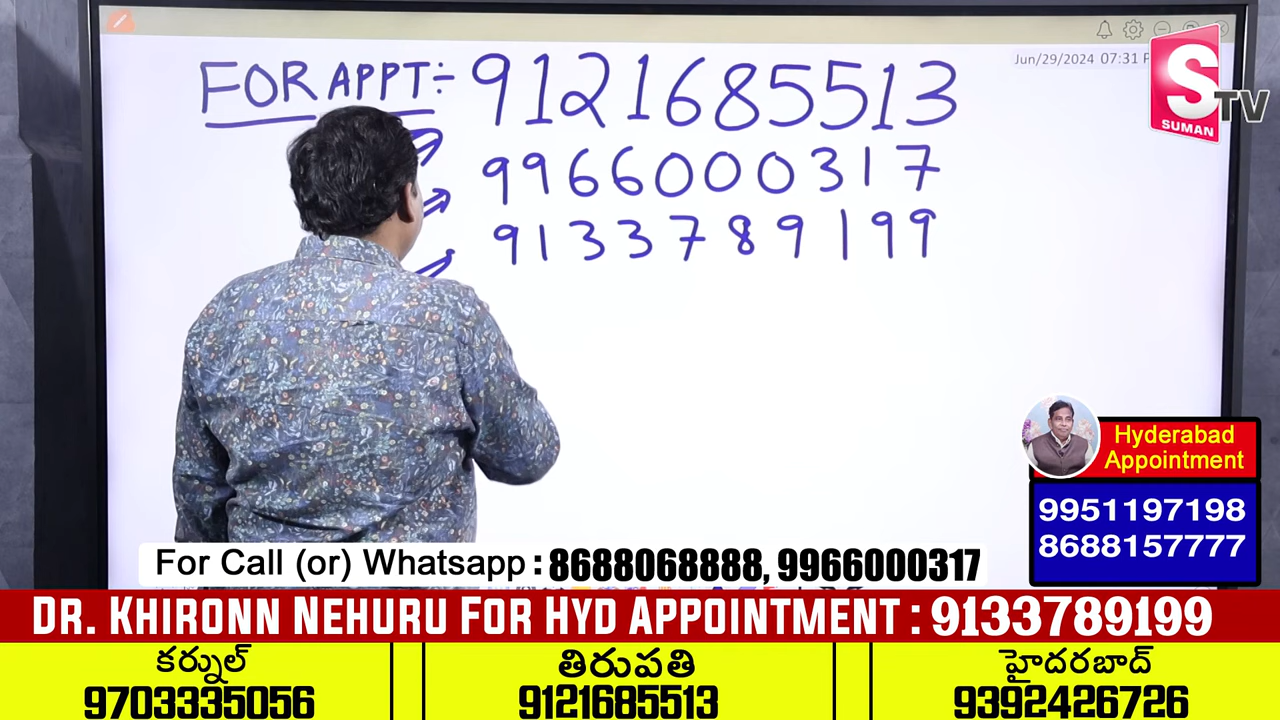 FOR APPT:- 9121685513
9966000317
9133789199
Jun/29/2024 07:31 P
S TV
SUMAN
Hyderabad
Appointment
9951197198
8688157777
For Call (or) Whatsapp : 8688068888, 9966000317
DR. KHIRONN NEHURU FOR HYD APPOINTMENT : 9133789199
కర్నుల్ తిరుపతి హైదరబాద్
9703335056 9121685513 9392426726